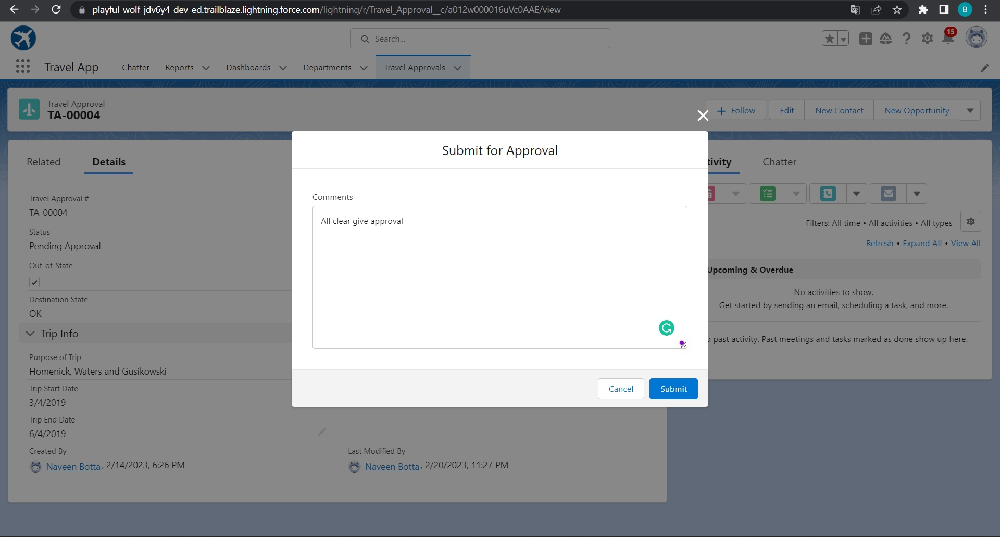 playful-wolf-jdv6y4-dev-ed.trailblaze.lightning.force.com/lightning/r/Travel_Approval__c/a012w000016uVc0AAE/view
B
Search...
15
Travel App
Chatter
Reports
Dashboards
Departments
Travel Approvals
Travel Approval
TA-00004
Follow
Edit
New Contact
New Opportunity
Submit for Approval
Comments
All clear give approval
Cancel
Submit
Related
Details
Travel Approval #
TA-00004
Status
Pending Approval
Out-of-State
Destination State
OK
Trip Info
Purpose of Trip
Homenick, Waters and Gusikowski
Trip Start Date
3/4/2019
Trip End Date
6/4/2019
Created By
Naveen Botta, 2/14/2023, 6:26 PM
Last Modified By
Naveen Botta, 2/20/2023, 11:27 PM
tivity
Chatter
Filters: All time • All activities • All types
Refresh • Expand All • View All
Upcoming & Overdue
No activities to show.
Get started by sending an email, scheduling a task, and more.
past activity. Past meetings and tasks marked as done show up here.